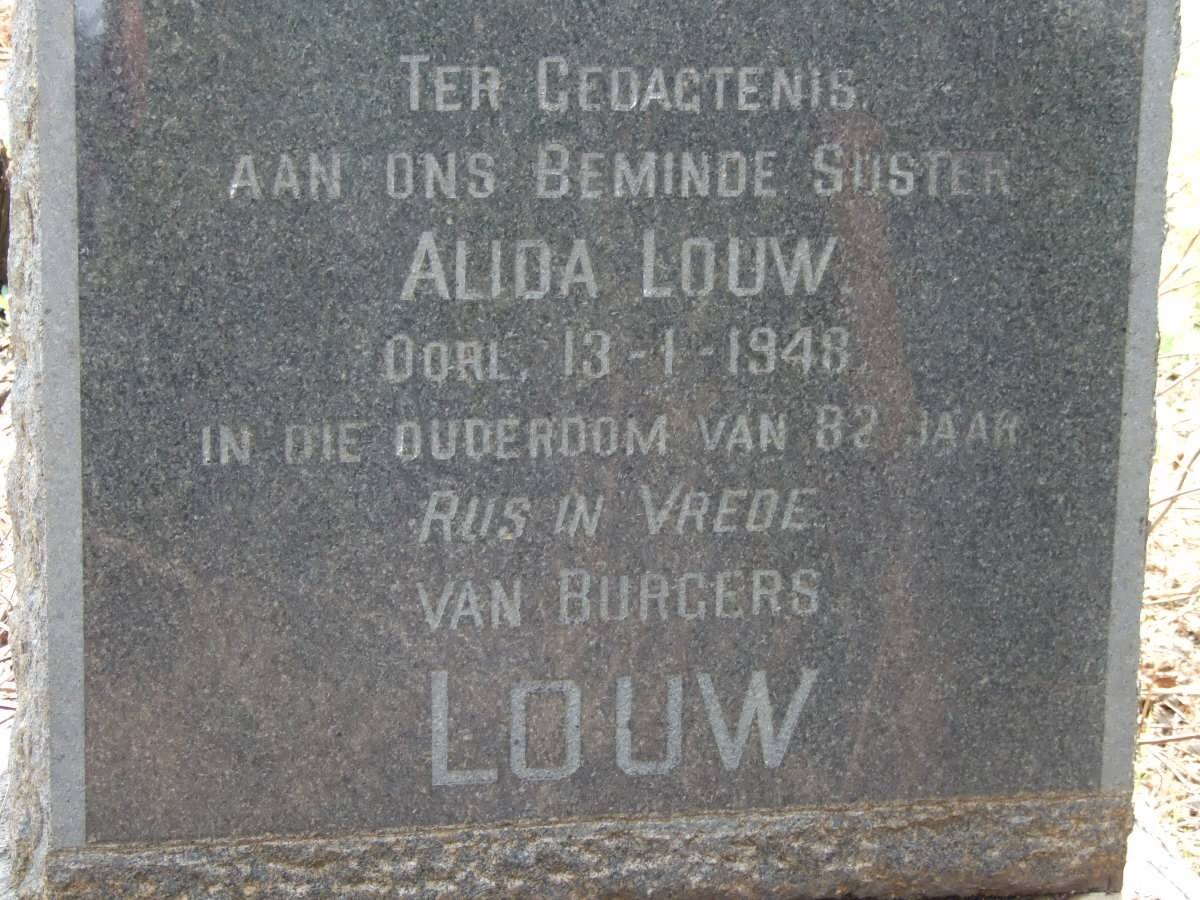 TER GEDAGTENIS
AAN ONS BEMINDE SUSTER
ALIDA LOUW.
OORL. 13-1-1948.
IN DIE OUDERDOM VAN 82 JAAR
RUS IN VREDE
VAN BURGERS.
LOUW